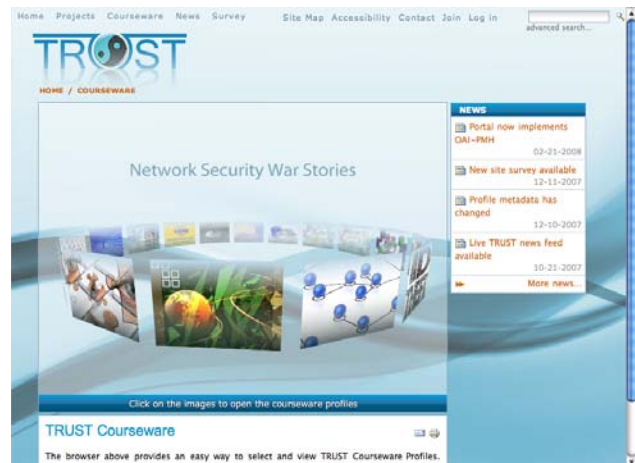 Home Projects Courseware News Survey Site Map Accessibility Contact Join Log in
advanced search...
TRUST
HOME / COURSEWARE
NEWS
Portal now implements
OAI-PMH
02-21-2008
New site survey available
12-11-2007
Profile metadata has
changed
12-10-2007
Live TRUST news feed
available
10-21-2007
More news...
Network Security War Stories
Click on the images to open the courseware profiles
TRUST Courseware
The browser above provides an easy way to select and view TRUST Courseware Profiles.